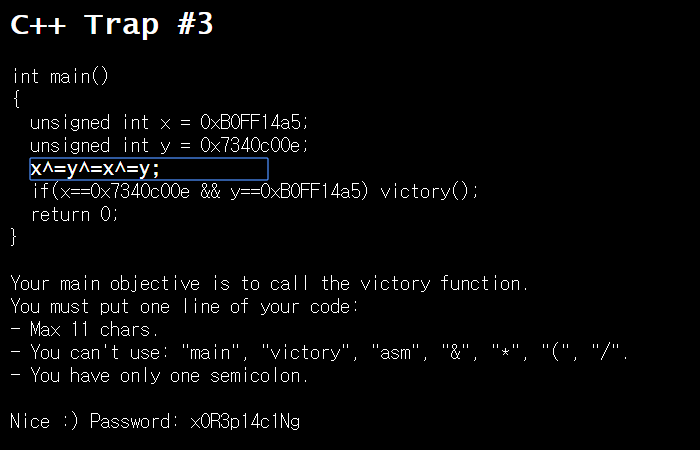 C++ Trap #3
int main()
{
unsigned int x = 0xB0FF14a5;
unsigned int y = 0x7340c00e;
x^=y^=x^=y;
if(x==0x7340c00e && y==0xB0FF14a5) victory();
return 0;
}
Your main objective is to call the victory function.
You must put one line of your code:
- Max 11 chars.
- You can't use: "main", "victory", "asm", "&", "*", "(", "/".
- You have only one semicolon.
Nice :) Password: x0R3p14c1Ng